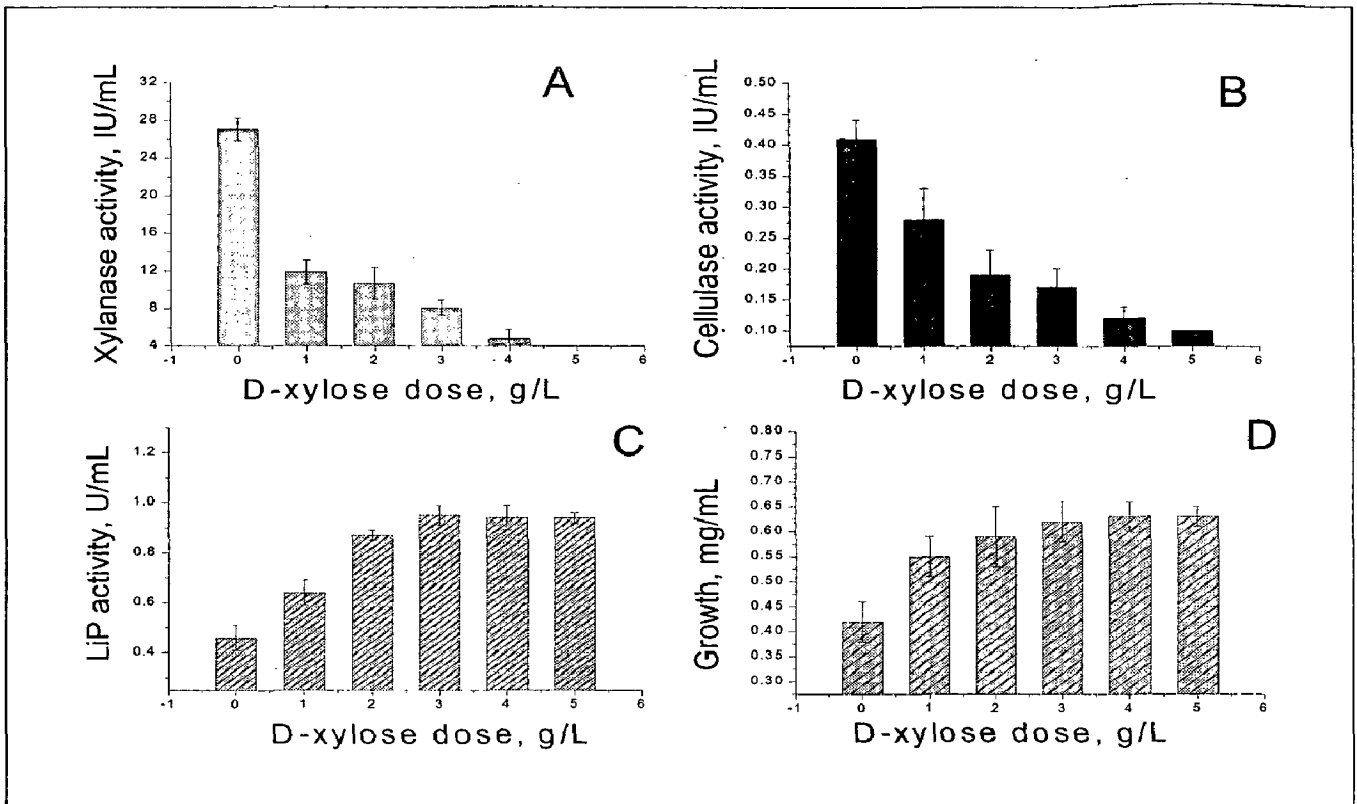 A
Xylanase activity, IU/mL
32
28
24
20
16
12
8
4
-1 0 1 2 3 4 5 6
D-xylose dose, g/L
B
Cellulase activity, IU/mL
0.50
0.45
0.40
0.35
0.30
0.25
0.20
0.15
0.10
-1 0 1 2 3 4 5 6
D-xylose dose, g/L
C
LiP activity, U/mL
1.2
1.0
0.8
0.6
0.4
-1 0 1 2 3 4 5 6
D-xylose dose, g/L
D
Growth, mg/mL
0.80
0.75
0.70
0.65
0.60
0.55
0.50
0.45
0.40
0.35
0.30
-1 0 1 2 3 4 5 6
D-xylose dose, g/L